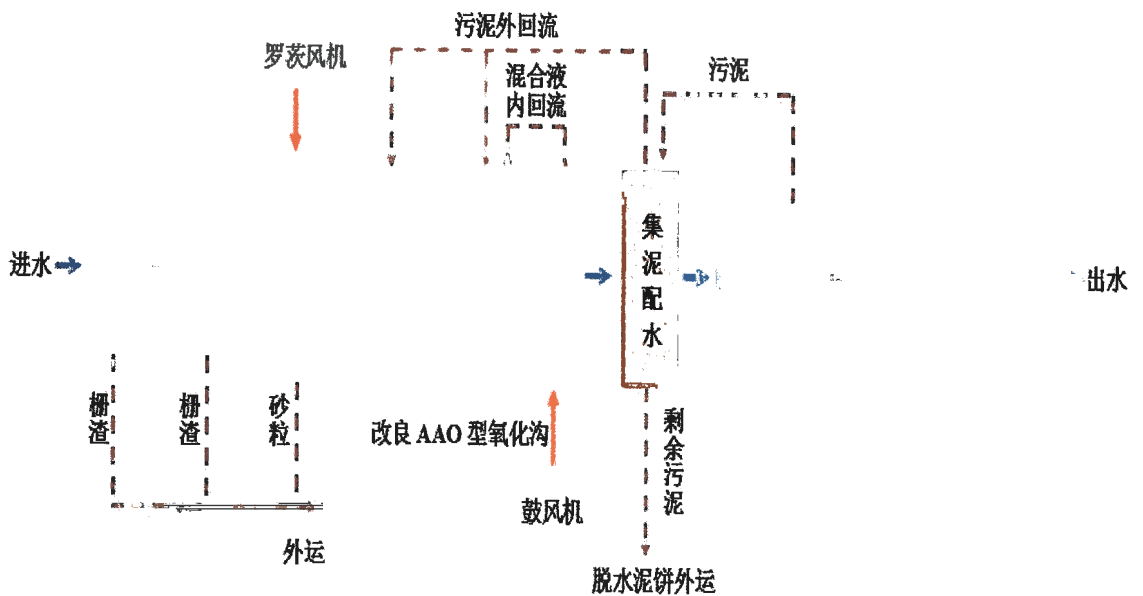 污泥外回流
罗茨风机
混合液
内回流
污泥
进水
集泥配水
出水
栅渣
栅渣
砂粒
改良 AAO 型氧化沟
剩余污泥
鼓风机
外运
脱水泥饼外运